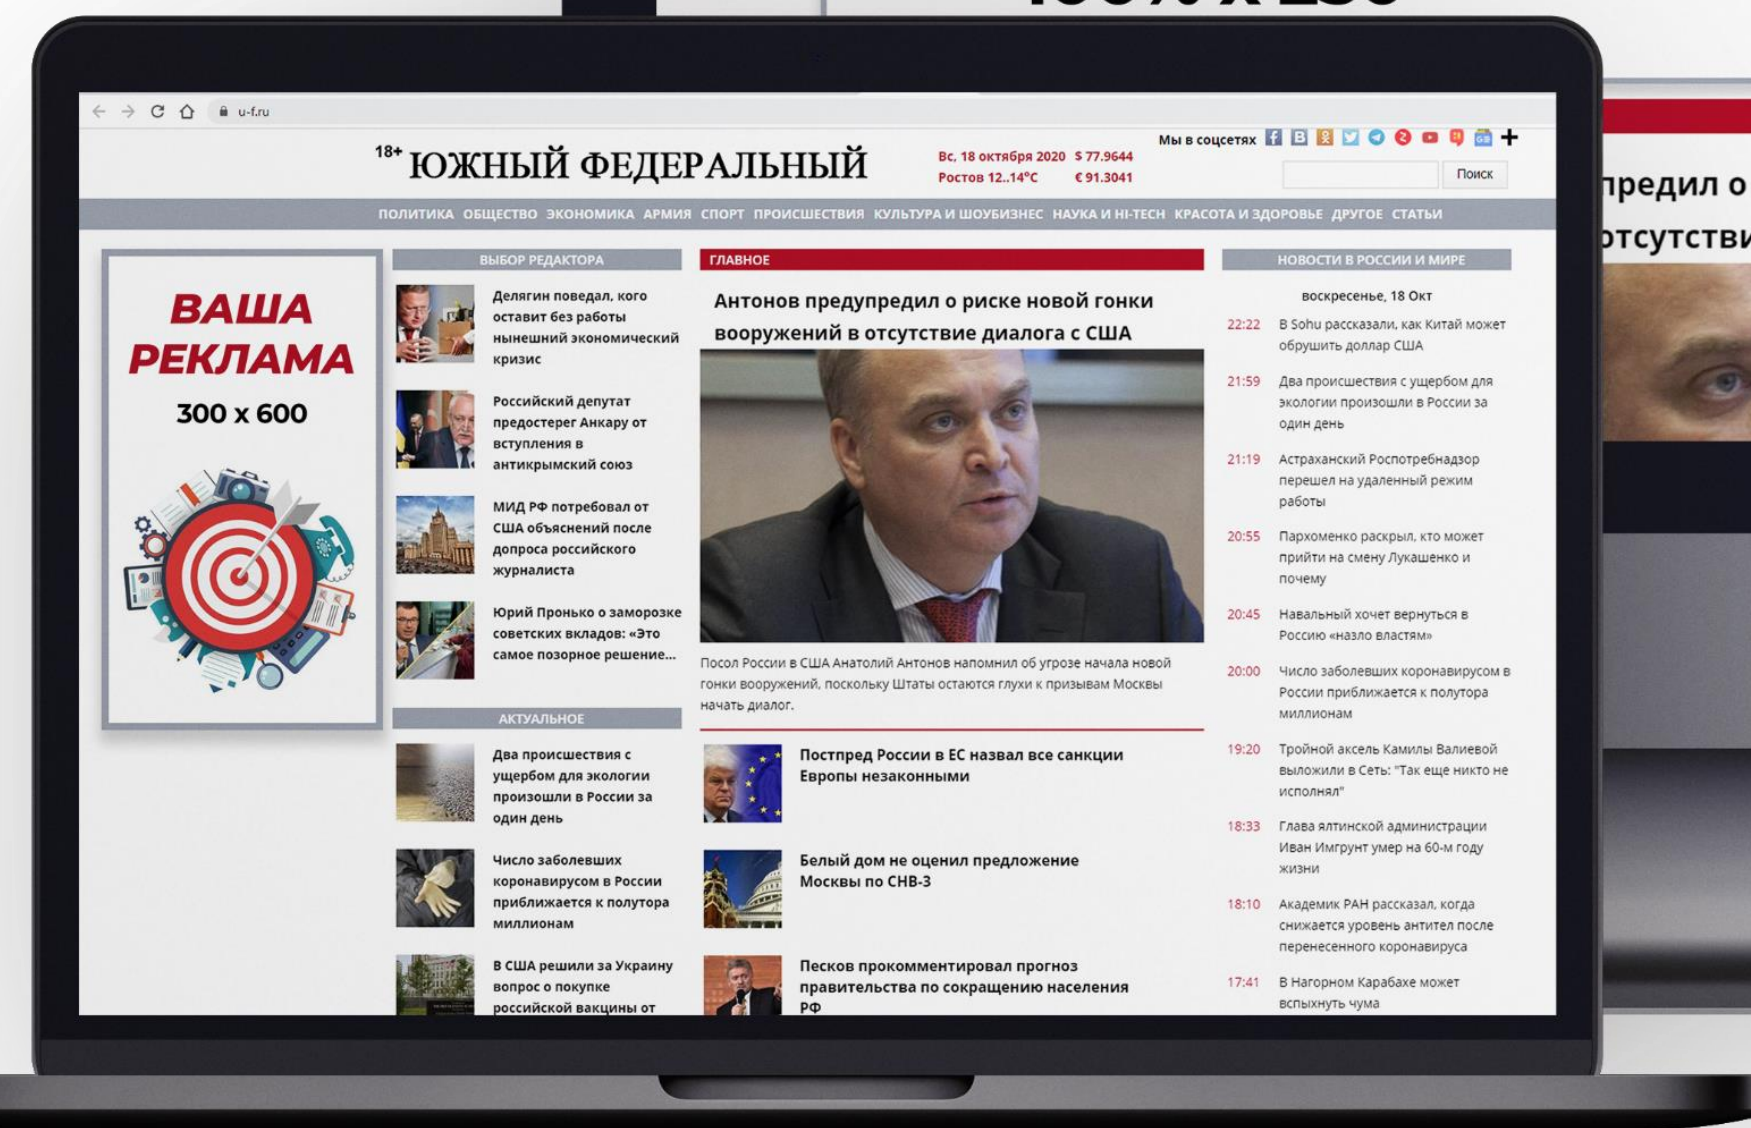 u-f.ru
18+ ЮЖНЫЙ ФЕДЕРАЛЬНЫЙ
Вс, 18 октября 2020 $ 77.9644
Ростов 12..14°C € 91.3041
Мы в соцсетях
Поиск
ПОЛИТИКА ОБЩЕСТВО ЭКОНОМИКА АРМИЯ СПОРТ ПРОИСШЕСТВИЯ КУЛЬТУРА И ШОУБИЗНЕС НАУКА И HI-TECH КРАСОТА И ЗДОРОВЬЕ ДРУГОЕ СТАТЬИ
ВАША
РЕКЛАМА
300 x 600
ВЫБОР РЕДАКТОРА
Делягин поведал, кого
оставит без работы
нынешний экономический
кризис
Российский депутат
предостерег Анкару от
вступления в
антикрымский союз
МИД РФ потребовал от
США объяснений после
допроса российского
журналиста
Юрий Пронько о заморозке
советских вкладов: «Это
самое позорное решение...
АКТУАЛЬНОЕ
Два происшествия с
ущербом для экологии
произошли в России за
один день
Число заболевших
коронавирусом в России
приближается к полутора
миллионам
В США решили за Украину
вопрос о покупке
российской вакцины от
ГЛАВНОЕ
Антонов предупредил о риске новой гонки
вооружений в отсутствие диалога с США
Посол России в США Анатолий Антонов напомнил об угрозе начала новой
гонки вооружений, поскольку Штаты остаются глухи к призывам Москвы
начать диалог.
Постпред России в ЕС назвал все санкции
Европы незаконными
Белый дом не оценил предложение
Москвы по СНВ-3
Песков прокомментировал прогноз
правительства по сокращению населения
РФ
НОВОСТИ В РОССИИ И МИРЕ
воскресенье, 18 Окт
22:22 В Sohu рассказали, как Китай может
обрушить доллар США
21:59 Два происшествия с ущербом для
экологии произошли в России за
один день
21:19 Астраханский Роспотребнадзор
перешел на удаленный режим
работы
20:55 Пархоменко раскрыл, кто может
прийти на смену Лукашенко и
почему
20:45 Навальный хочет вернуться в
Россию «назло властям»
20:00 Число заболевших коронавирусом в
России приближается к полутора
миллионам
19:20 Тройной аксель Камилы Валиевой
выложили в Сеть: "Так еще никто не
исполнял"
18:33 Глава ялтинской администрации
Иван Имгрунт умер на 60-м году
жизни
18:10 Академик РАН рассказал, когда
снижается уровень антител после
перенесенного коронавируса
17:41 В Нагорном Карабахе может
вспыхнуть чума
предил о
отсутстви